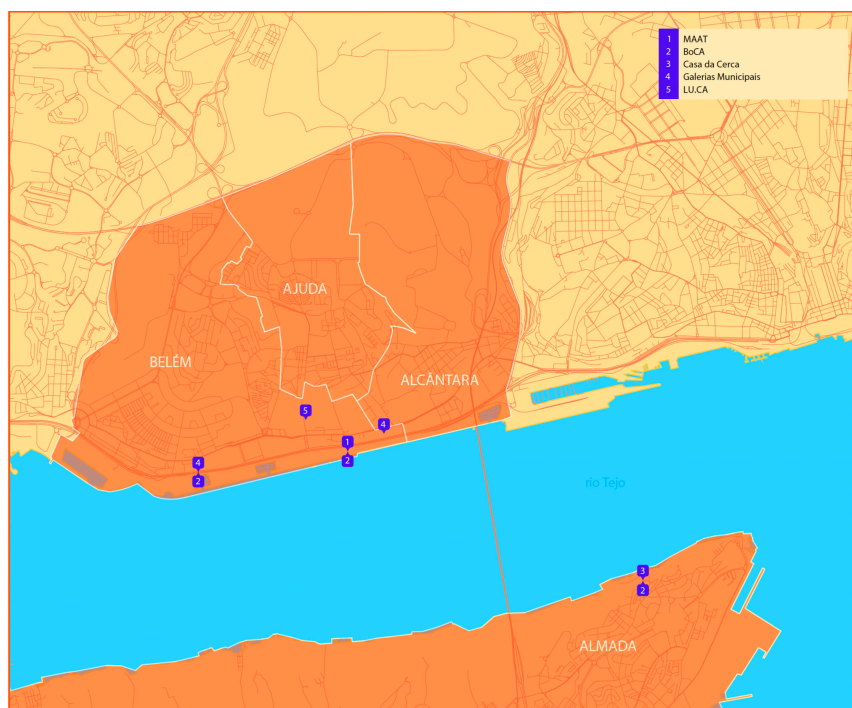 1 MAAT
2 BoCA
3 Casa da Cerca
4 Galerias Municipais
5 LU.CA
AJUDA
BELÉM
ALCÂNTARA
5
4
1
4
2
2
rio Tejo
3
2
ALMADA